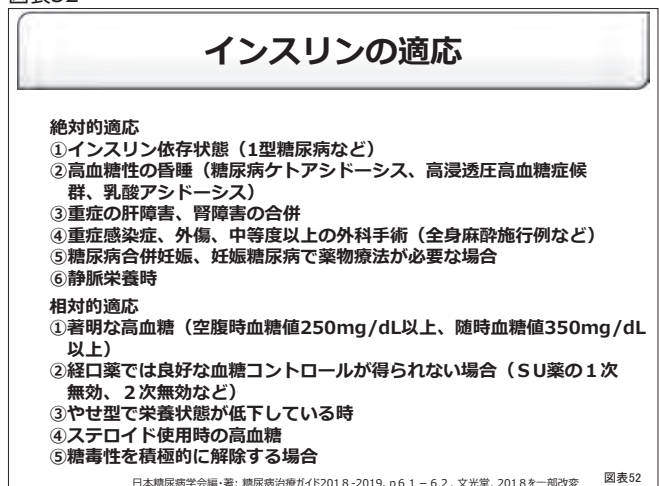 図表52
インスリンの適応
絶対的適応
①インスリン依存状態（1型糖尿病など）
②高血糖性の昏睡（糖尿病ケトアシドーシス、高浸透圧高血糖症候
群、乳酸アシドーシス）
③重症の肝障害、腎障害の合併
④重症感染症、外傷、中等度以上の外科手術（全身麻酔施行例など）
⑤糖尿病合併妊娠、妊娠糖尿病で薬物療法が必要な場合
⑥静脈栄養時
相対的適応
①著明な高血糖（空腹時血糖値250mg/dL以上、随時血糖値350mg/dL
以上）
②経口薬では良好な血糖コントロールが得られない場合（ＳＵ薬の１次
無効、２次無効など）
③やせ型で栄養状態が低下している時
④ステロイド使用時の高血糖
⑤糖毒性を積極的に解除する場合
日本糖尿病学会編・著: 糖尿病治療ガイド2018-2019, p６１－６２, 文光堂, 2018を一部改変
図表52